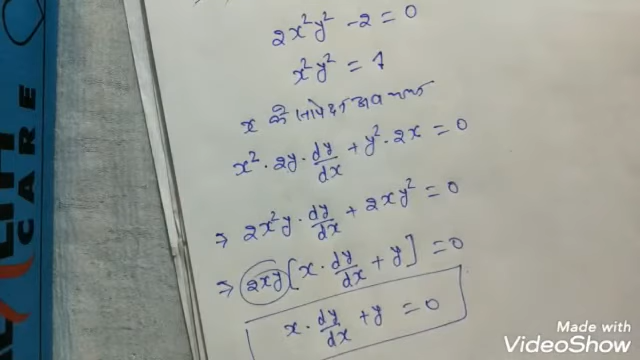 2x²y² - 2 = 0
x²y² = 1
x के सापेक्ष अवकलन
x² · 2y · dy/dx + y² · 2x = 0
⇒ 2x²y · dy/dx + 2xy² = 0
⇒ 2xy [x · dy/dx + y] = 0
x · dy/dx + y = 0
CARE
Made with
VideoShow